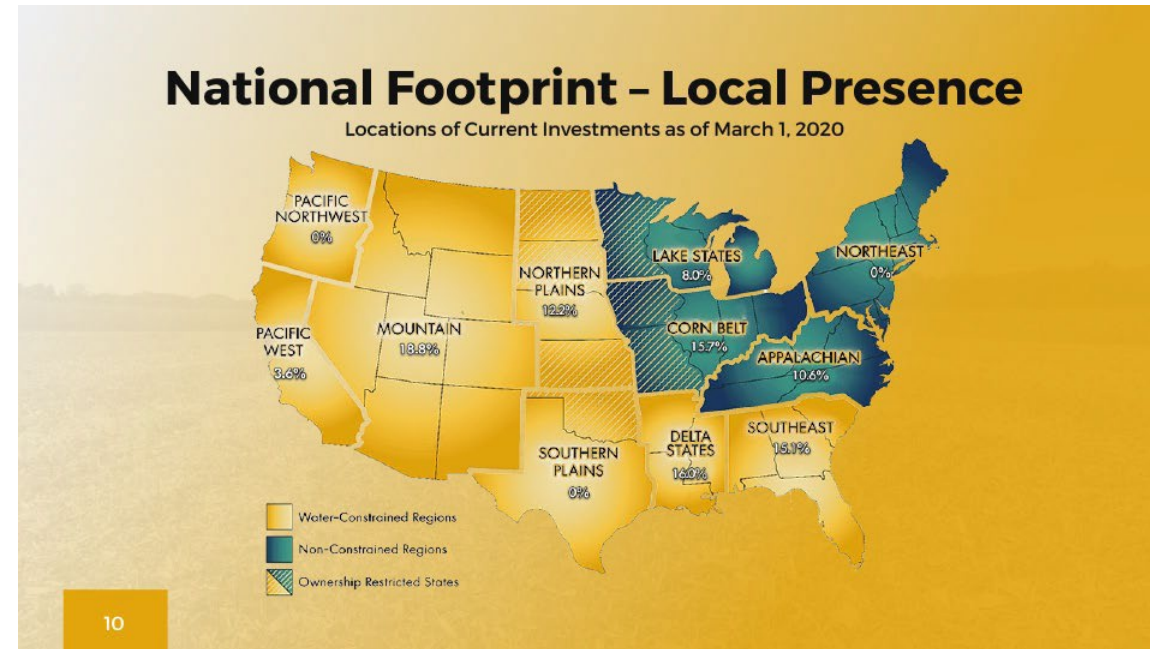 National Footprint – Local Presence
Locations of Current Investments as of March 1, 2020
PACIFIC
NORTHWEST
0%
NORTHERN
PLAINS
12.2%
LAKE STATES
8.0%
NORTHEAST
0%
PACIFIC
WEST
3.6%
MOUNTAIN
18.8%
CORN BELT
15.7%
APPALACHIAN
10.6%
SOUTHERN
PLAINS
0%
DELTA
STATES
16.0%
SOUTHEAST
15.1%
Water-Constrained Regions
Non-Constrained Regions
Ownership Restricted States
10